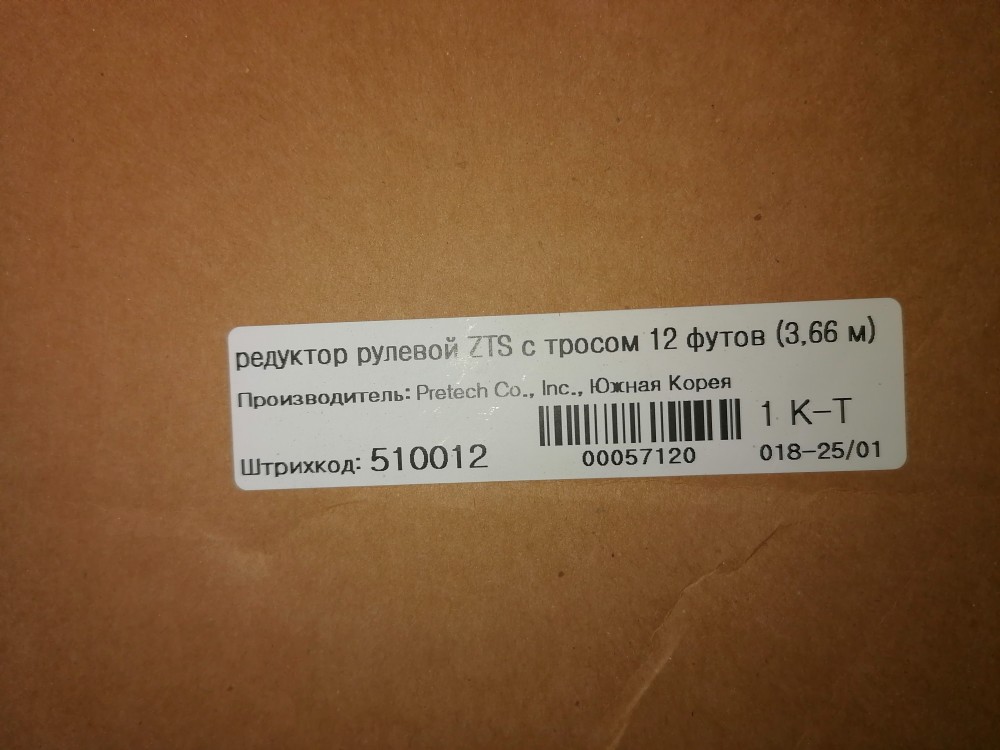 редуктор рулевой ZTS с тросом 12 футов (3,66 м)
Производитель: Pretech Co., Inc., Южная Корея
1 К-Т
Штрихкод: 510012
00057120
018-25/01